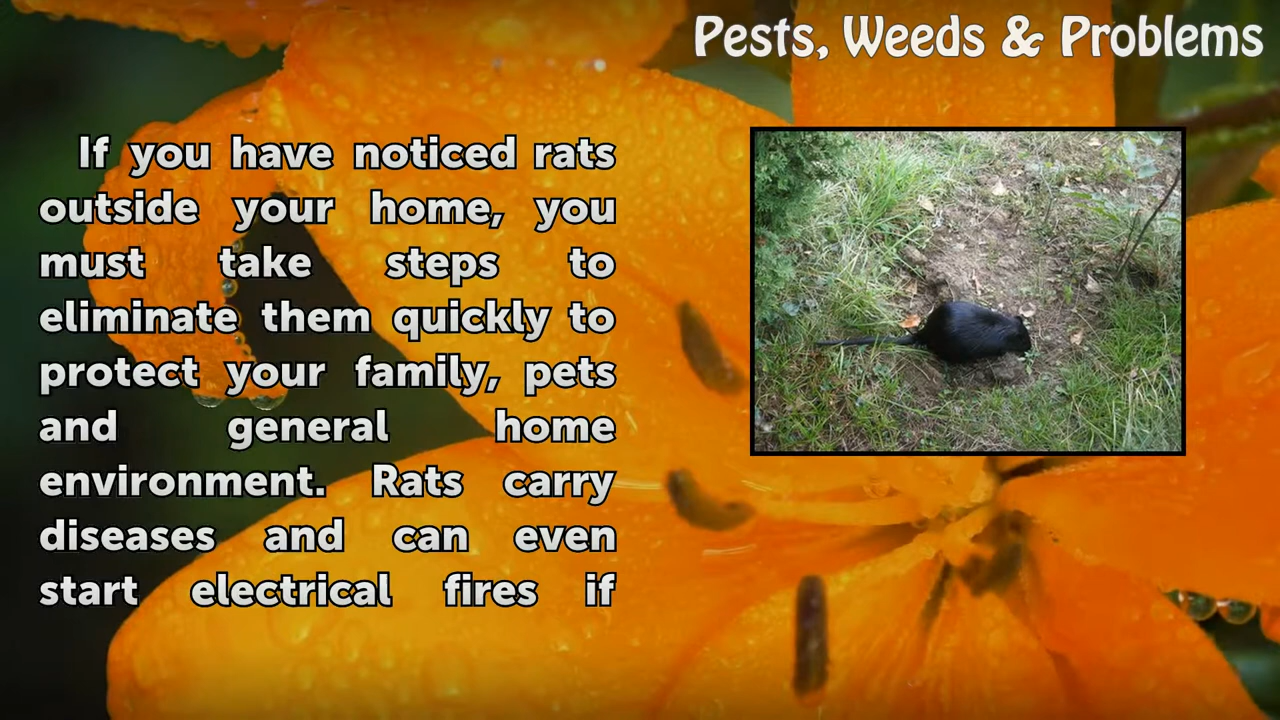 Pests, Weeds & Problems
If you have noticed rats
outside your home, you
must take steps to
eliminate them quickly to
protect your family, pets
and general home
environment. Rats carry
diseases and can even
start electrical fires if